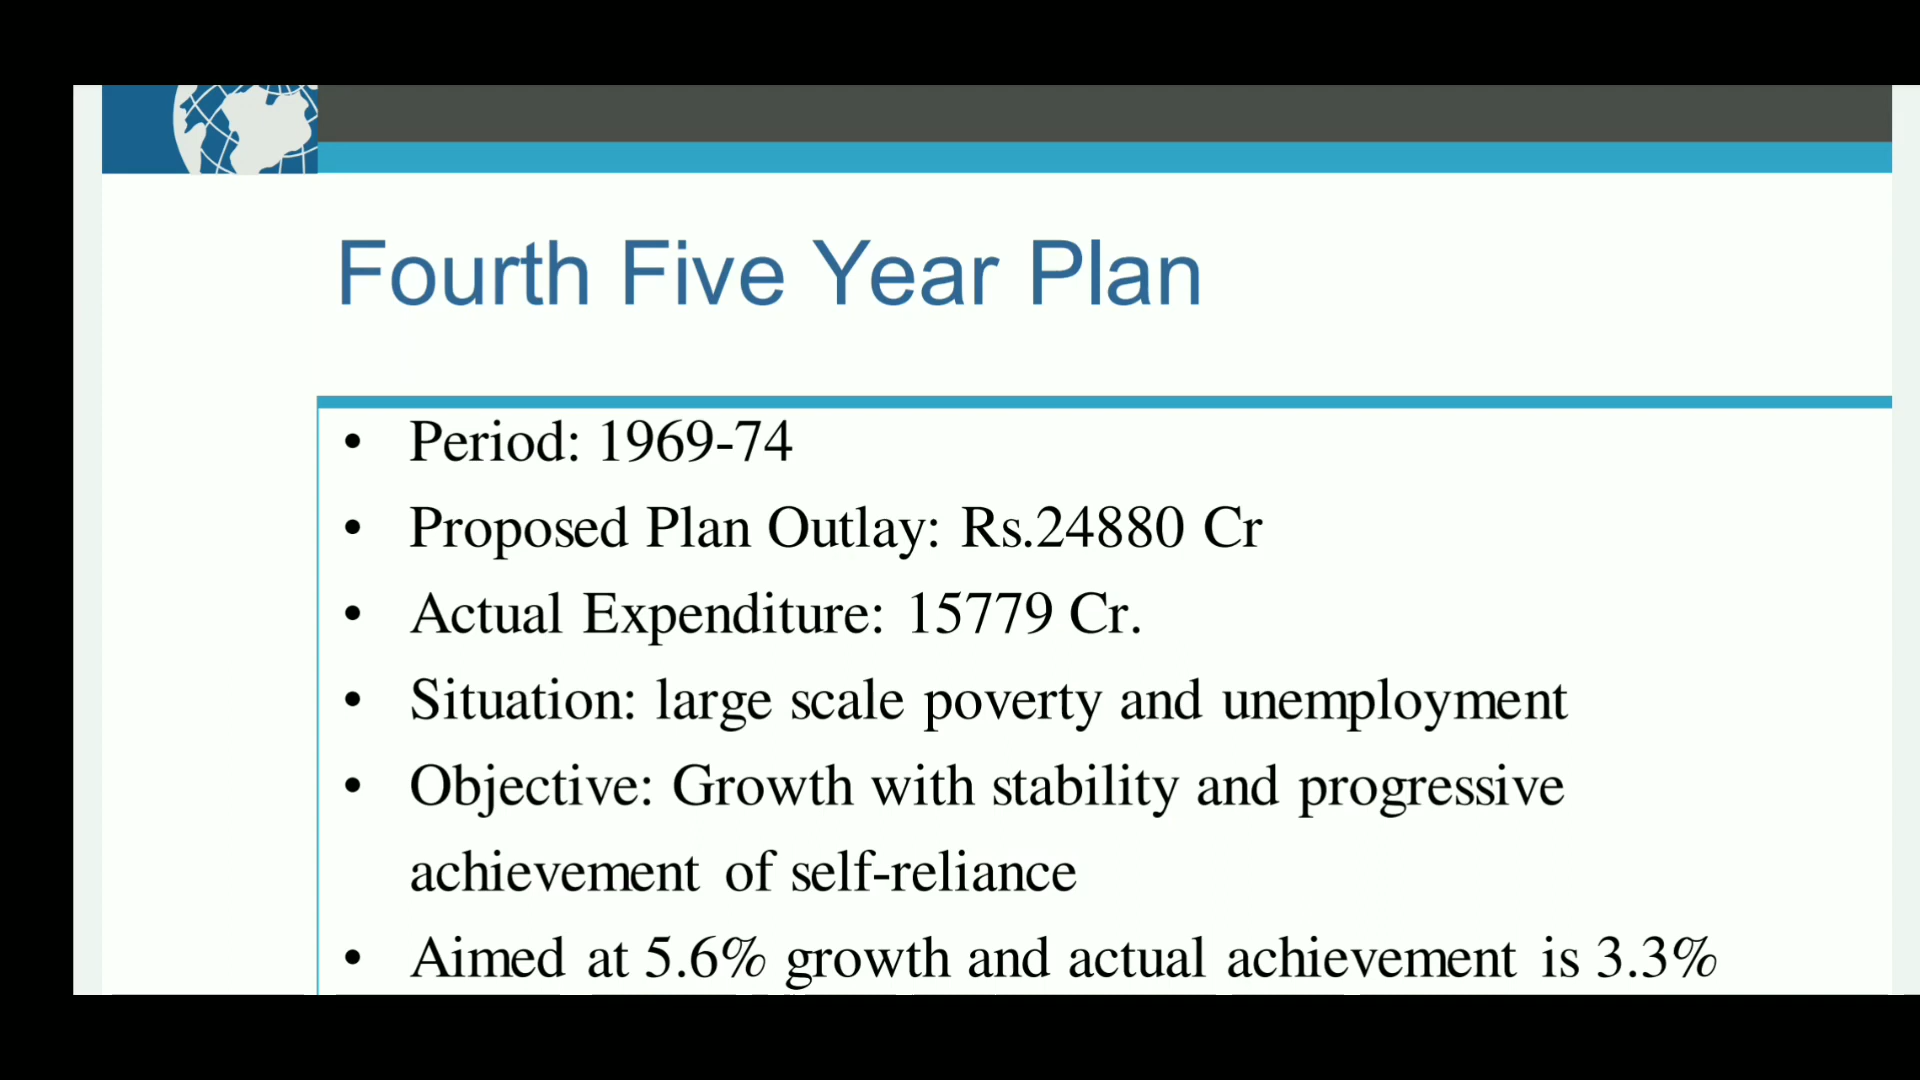 Fourth Five Year Plan
• Period: 1969-74
• Proposed Plan Outlay: Rs.24880 Cr
• Actual Expenditure: 15779 Cr.
• Situation: large scale poverty and unemployment
• Objective: Growth with stability and progressive
achievement of self-reliance
• Aimed at 5.6% growth and actual achievement is 3.3%